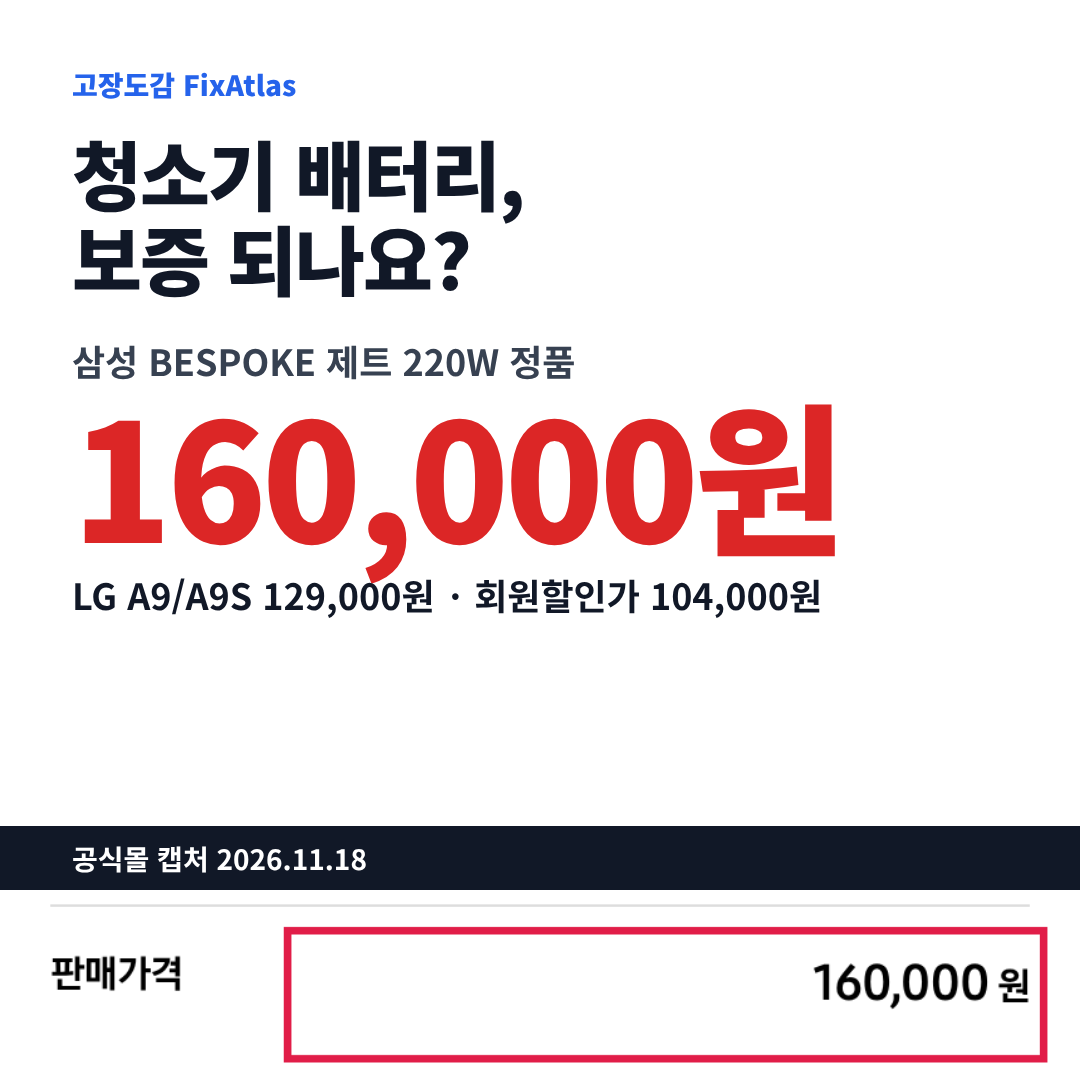 고장도감 FixAtlas
청소기 배터리,
보증 되나요?
삼성 BESPOKE 제트 220W 정품
160,000원
LG A9/A9S 129,000원 · 회원할인가 104,000원
공식몰 캡처 2026.11.18
판매가격 160,000 원